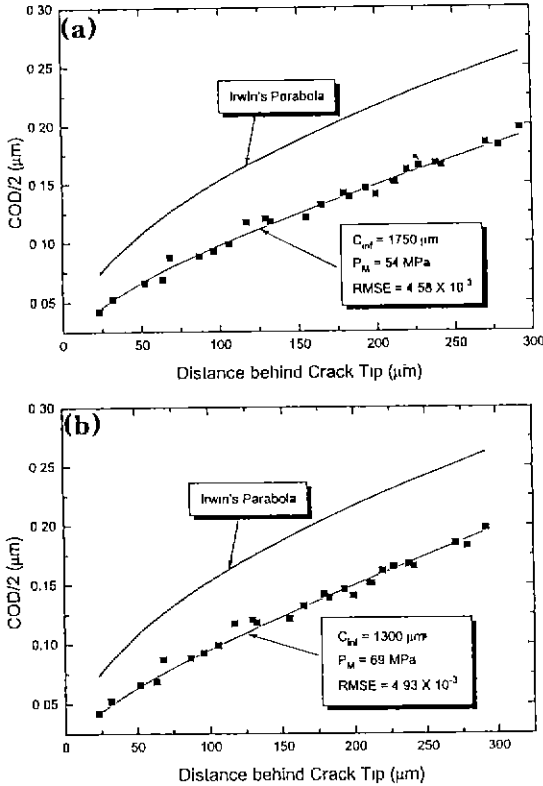 (a)
0 30
0 25
0.20
0.15
0.10
0 05
COD/2 (μm)
Irwin's Parabola
C_inf = 1750 μm
P_M = 54 MPa
RMSE = 4.58 X 10^-3
0 50 100 150 200 250 300
Distance behind Crack Tip (μm)
(b)
0.30
0.25
0.20
0.15
0.10
0 05
COD/2 (μm)
Irwin's Parabola
C_inf = 1300 μm
P_M = 69 MPa
RMSE = 4.93 X 10^-3
0 50 100 150 200 250 300
Distance behind Crack Tip (μm)